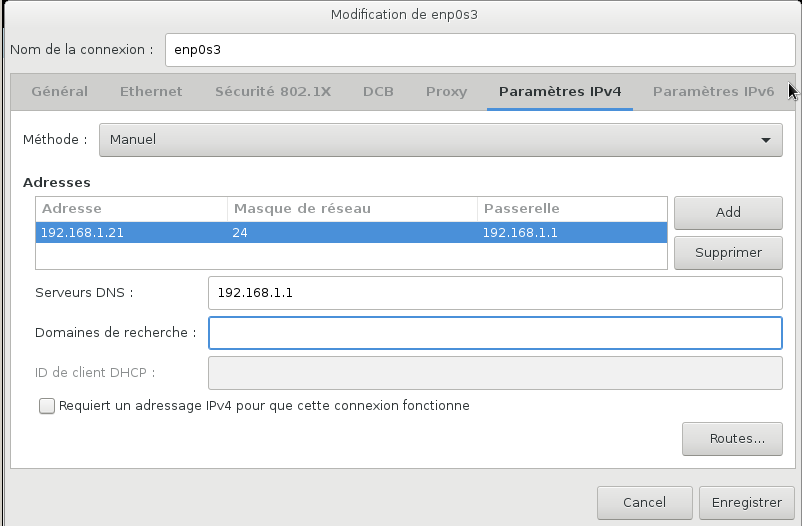 Modification de enp0s3
Nom de la connexion : enp0s3
Général Ethernet Sécurité 802.1X DCB Proxy Paramètres IPv4 Paramètres IPv6
Méthode : Manuel
Adresses
Adresse Masque de réseau Passerelle
192.168.1.21 24 192.168.1.1
Add
Supprimer
Serveurs DNS : 192.168.1.1
Domaines de recherche :
ID de client DHCP :
Requiert un adressage IPv4 pour que cette connexion fonctionne
Routes...
Cancel Enregistrer